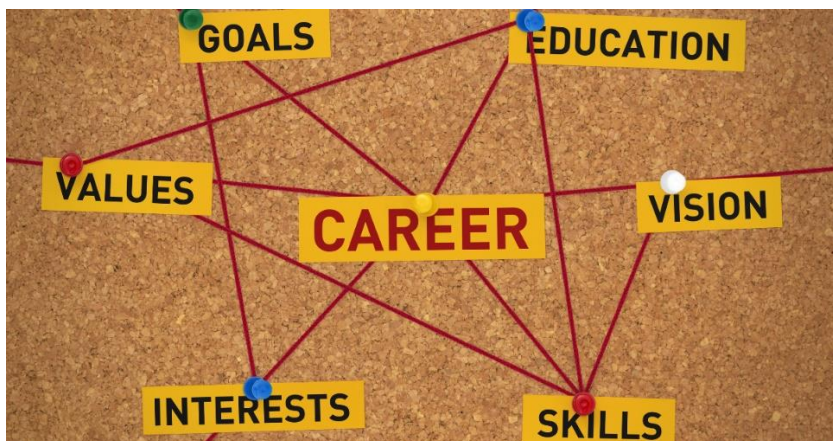 GOALS
EDUCATION
VALUES
CAREER
VISION
INTERESTS
SKILLS